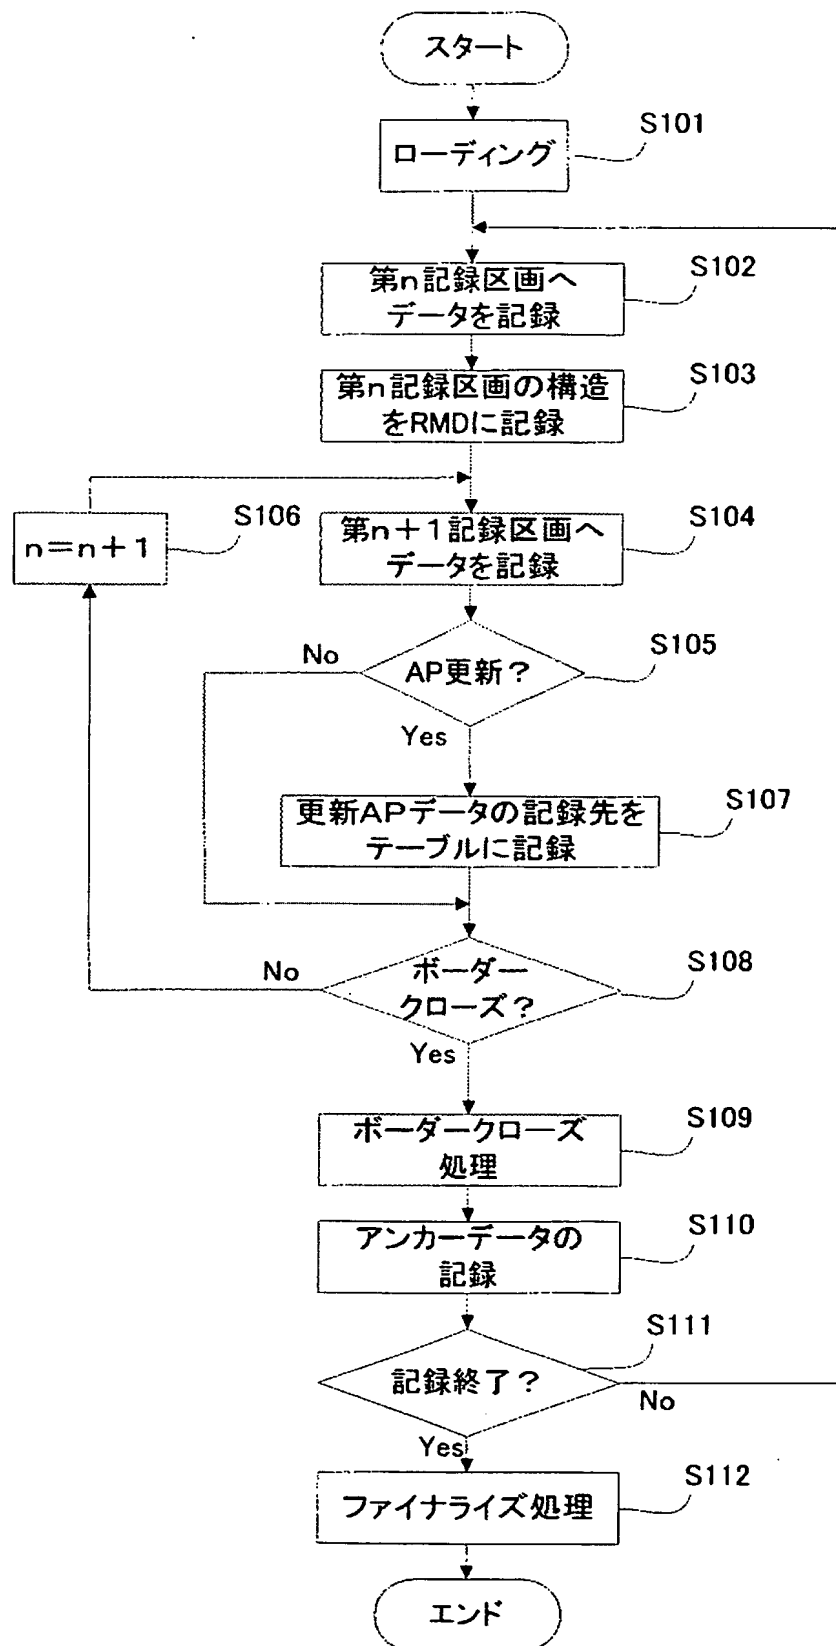 スタート
S101
ローディング
S102
第n記録区画へ
データを記録
S103
第n記録区画の構造
をRMDに記録
S106
n=n+1
S104
第n+1記録区画へ
データを記録
S105
No
AP更新?
Yes
S107
更新APデータの記録先を
テーブルに記録
S108
No
ボーダー
クローズ?
Yes
S109
ボーダークローズ
処理
S110
アンカーデータの
記録
S111
記録終了?
No
Yes
S112
ファイナライズ処理
エンド